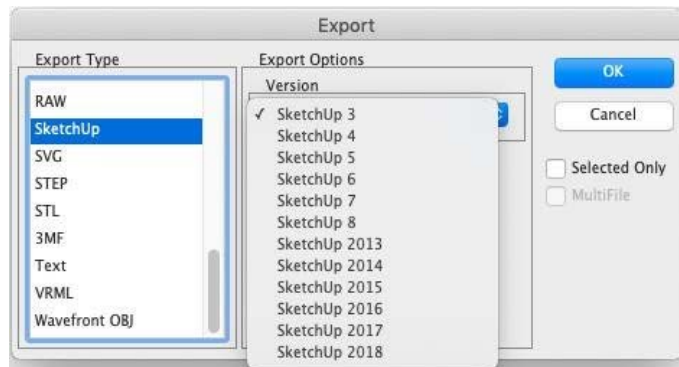 Export
Export Type
RAW
SketchUp
SVG
STEP
STL
3MF
Text
VRML
Wavefront OBJ
Export Options
Version
✓ SketchUp 3
SketchUp 4
SketchUp 5
SketchUp 6
SketchUp 7
SketchUp 8
SketchUp 2013
SketchUp 2014
SketchUp 2015
SketchUp 2016
SketchUp 2017
SketchUp 2018
OK
Cancel
Selected Only
MultiFile